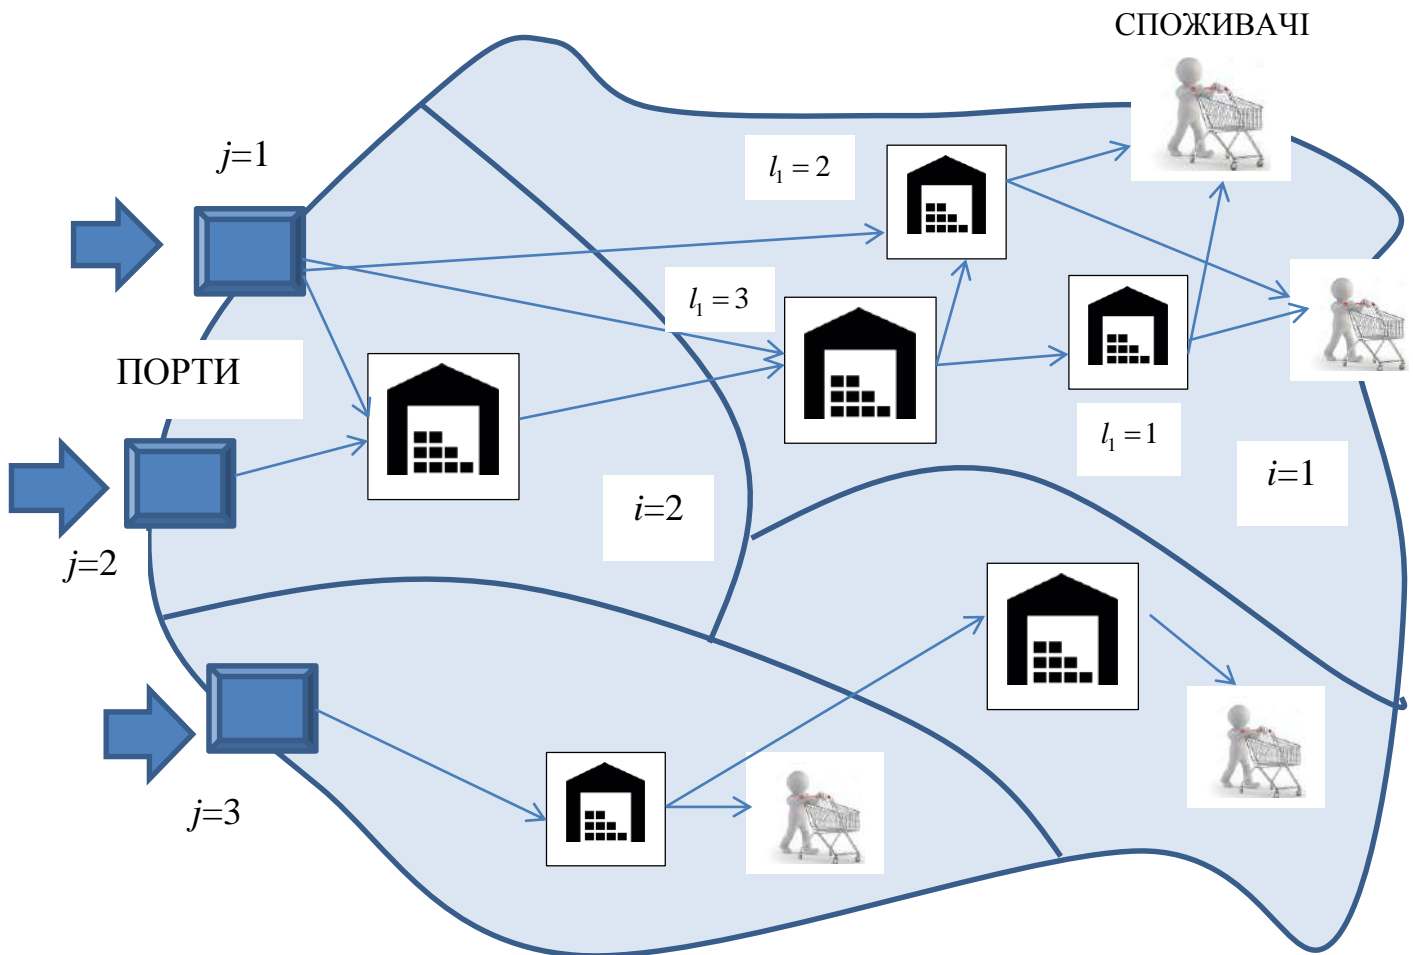 СПОЖИВАЧІ
j=1
l₁ = 2
l₁ = 3
ПОРТИ
l₁ = 1
i=1
i=2
j=2
j=3